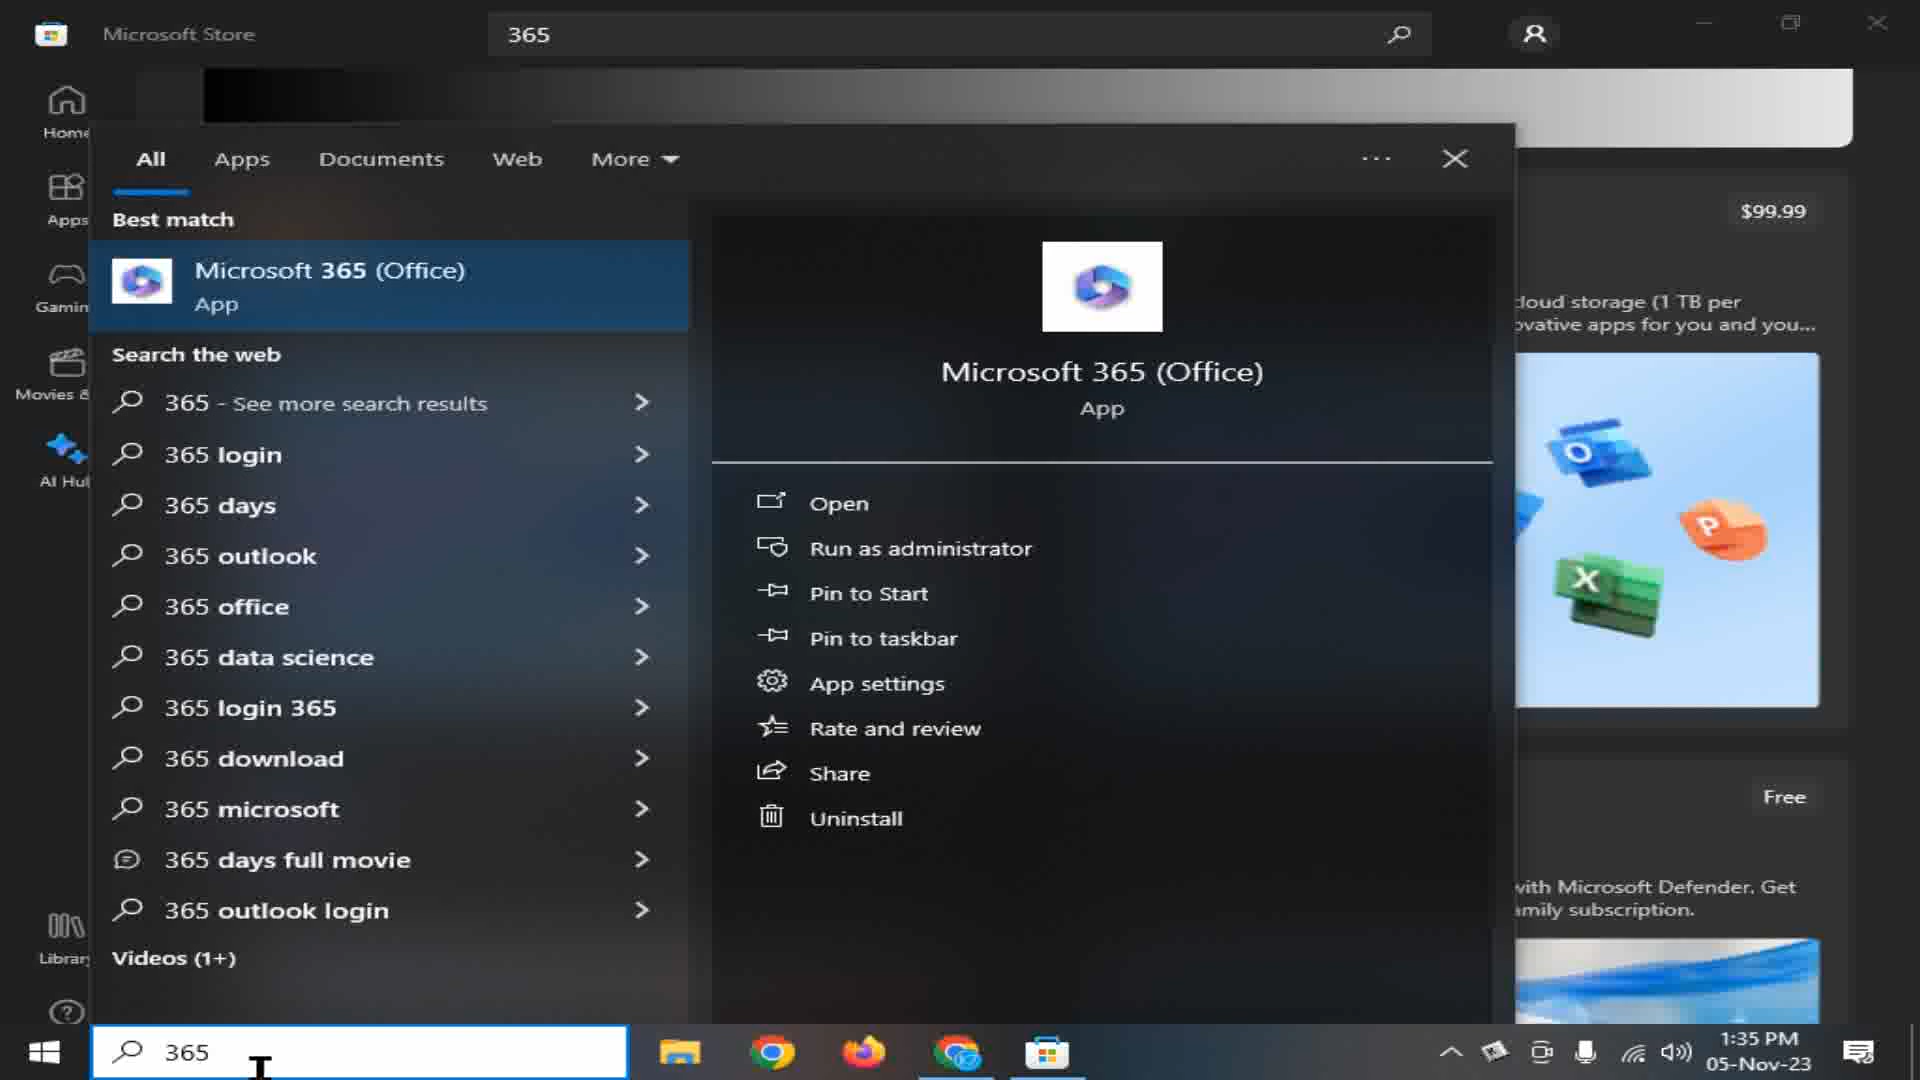 Microsoft Store
365
Home
Apps
Gamin
Movies &
AI Hu
Librar
$99.99
cloud storage (1 TB per
ovative apps for you and you...
Free
with Microsoft Defender. Get
amily subscription.
All Apps Documents Web More
Best match
Microsoft 365 (Office)
App
Search the web
365 - See more search results
365 login
365 days
365 outlook
365 office
365 data science
365 login 365
365 download
365 microsoft
365 days full movie
365 outlook login
Videos (1+)
Microsoft 365 (Office)
App
Open
Run as administrator
Pin to Start
Pin to taskbar
App settings
Rate and review
Share
Uninstall
O
P
X
365
1:35 PM
05-Nov-23